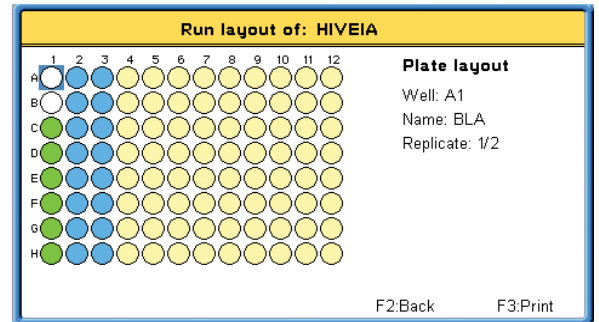 Run layout of: HIVEIA
1 2 3 4 5 6 7 8 9 10 11 12
A
B
C
D
E
F
G
H
Plate layout
Well: A1
Name: BLA
Replicate: 1/2
F2:Back F3:Print